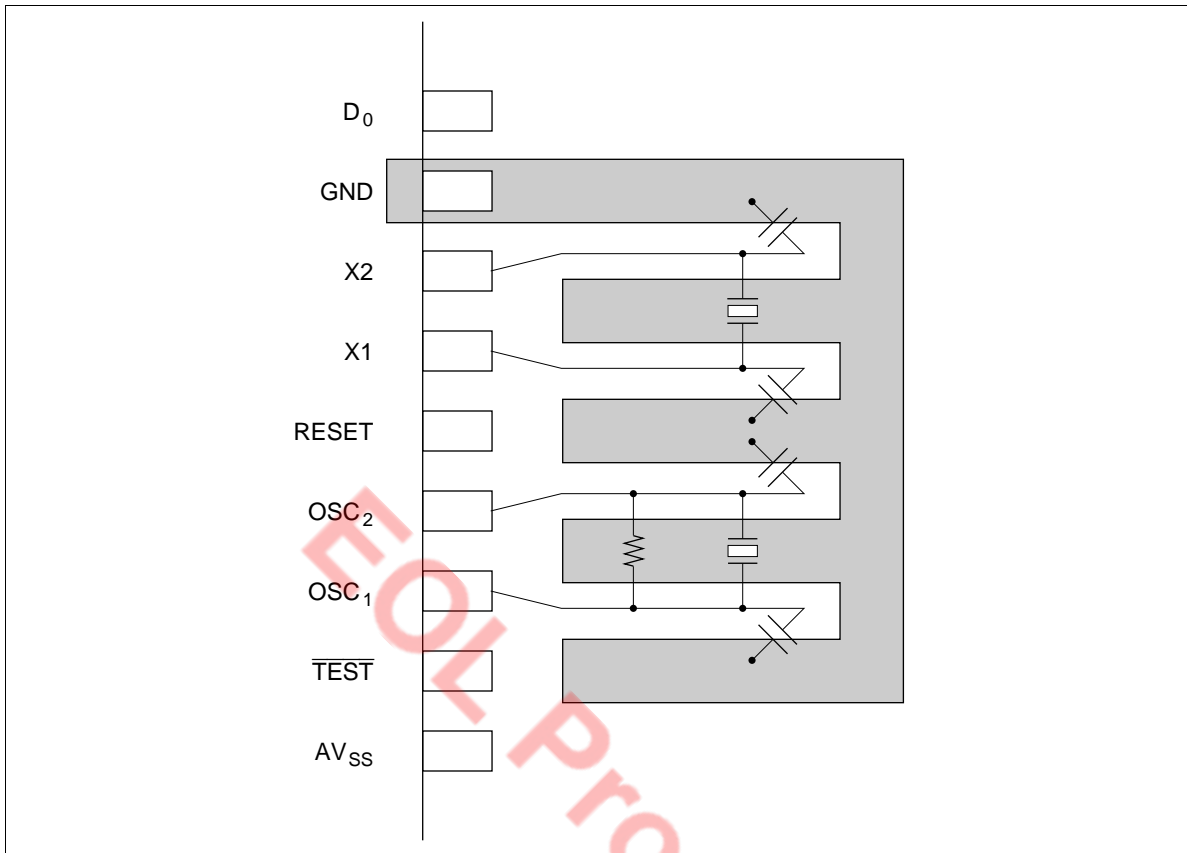 D0
GND
X2
X1
RESET
OSC2
OSC1
TEST
AVSS
EOL Pro